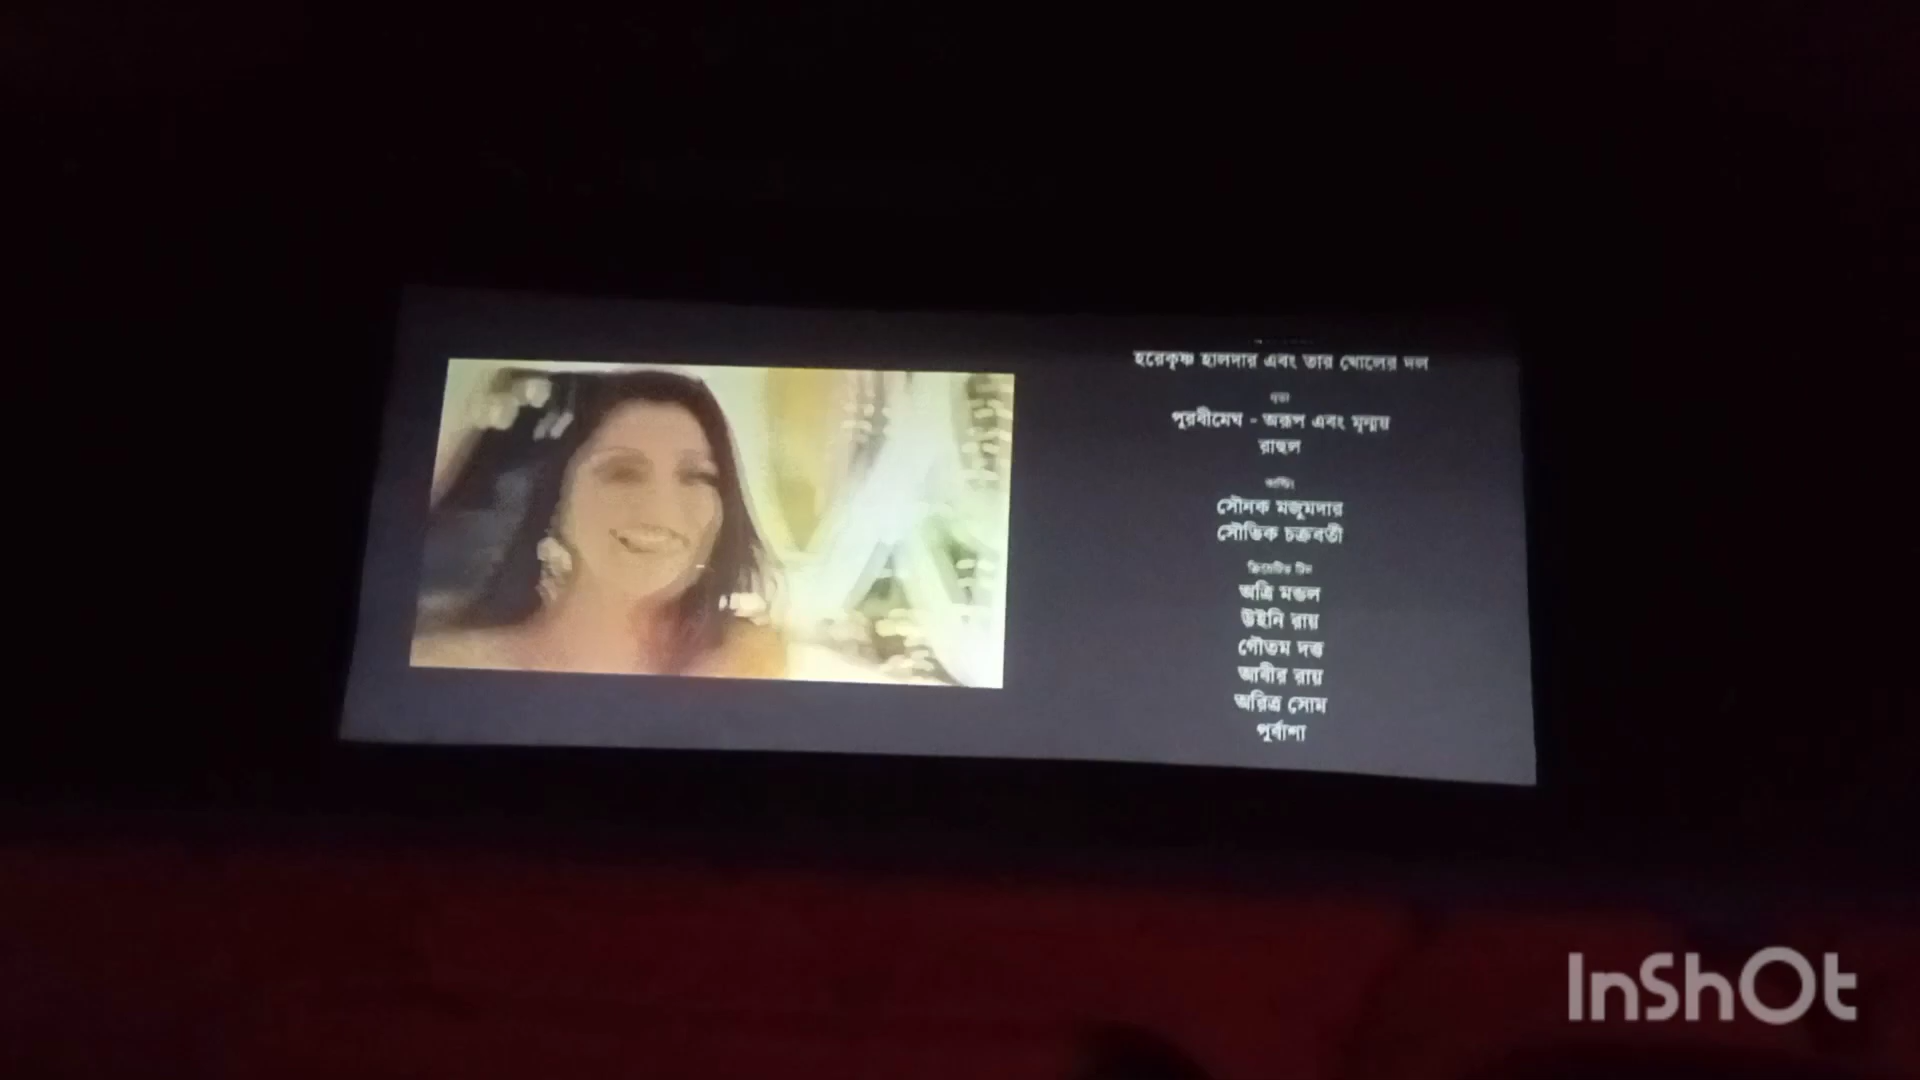 হরেকৃষ্ণ হালদার এবং তার খোলের দল
নৃত্য
পুরবীমেঘ - অরূপ এবং মৃন্ময়
রাহুল
কাস্টিং
সৌনক মজুমদার
সৌভিক চক্রবর্তী
ক্রিয়েটিভ টিম
অত্রি মন্ডল
উইনি রায়
গৌতম দত্ত
আবীর রায়
অরিত্র সোম
পূর্বাশা
InShOt